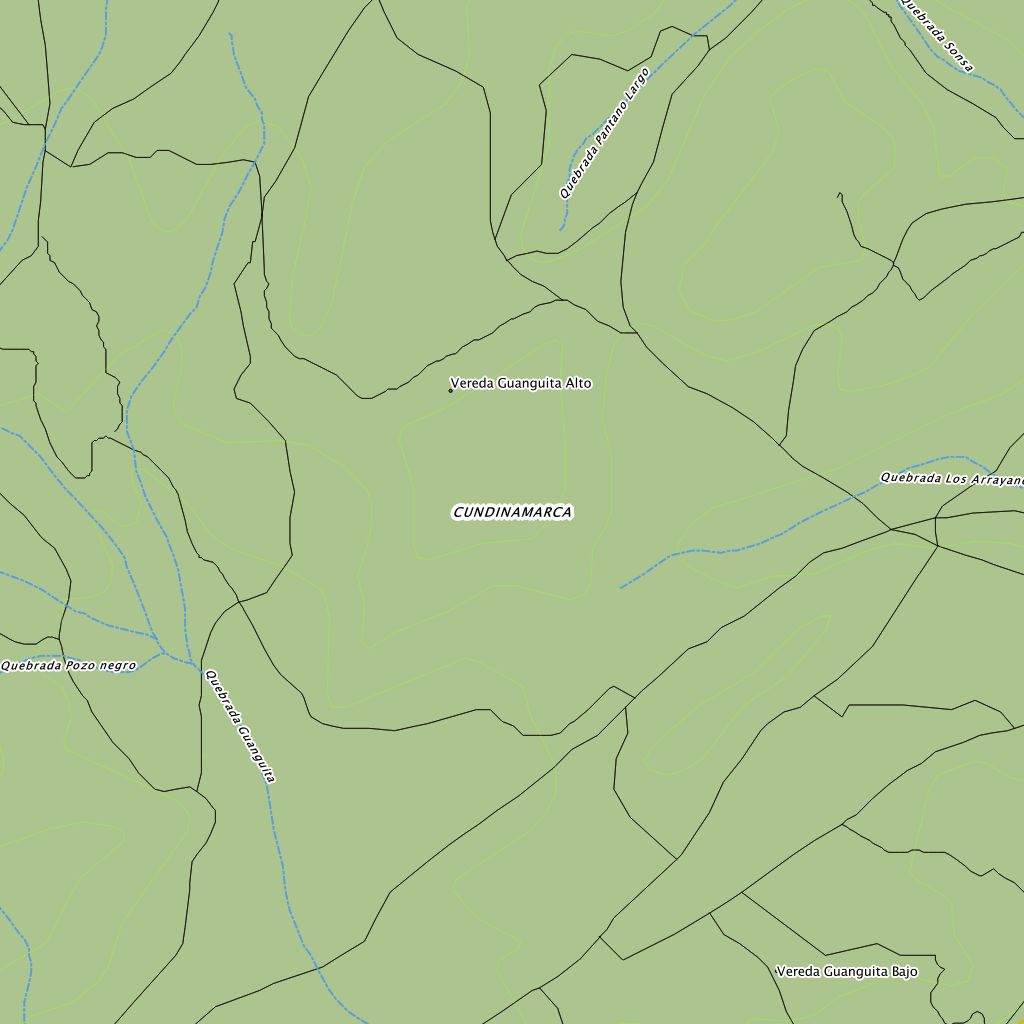 Quebrada Sonsa
Quebrada Pantano Largo
Vereda Guanguita Alto
Quebrada Los Arrayane
CUNDINAMARCA
Quebrada Pozo negro
Quebrada Guanguita
Vereda Guanguita Bajo